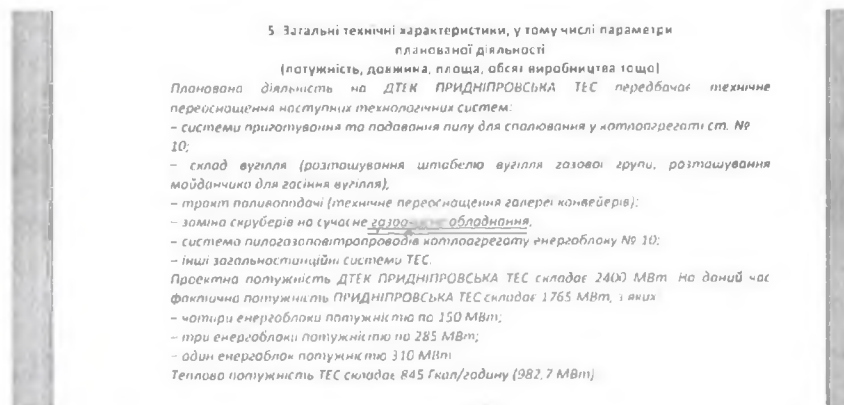 5 Загальні технічні характеристики, у тому числі параметри
планованої діяльності
(потужність, довжина, площа, обсяг виробництва тощо)
Планована діяльність на ДТЕК ПРИДНІПРОВСЬКА ТЕС передбачає технічне
переоснащення наступних технологічних систем:
– системи приготування та подавання пилу для спалювання у котлоагрегаті ст. №
10;
– склад вугілля (розташування штабелю вугілля газової групи, розташування
майданчика для гасіння вугілля),
– тракт паливоподачі (технічне переоснащення галереї конвейерів);
– заміна скруберів на сучасне обладнання,
– система пилогазоповітропроводів котлоагрегату енергоблоку № 10;
– інші загальностанційні системи ТЕС.
Проектна потужність ДТЕК ПРИДНІПРОВСЬКА ТЕС складає 2400 МВт. На даний час
фактична потужність ПРИДНІПРОВСЬКА ТЕС складає 1765 МВт, з яких
– чотири енергоблоки потужністю по 150 МВт;
– три енергоблоки потужністю по 285 МВт;
– один енергоблок потужністю 310 МВт
Теплова потужність ТЕС складає 845 Гкал/годину (982,7 МВт)